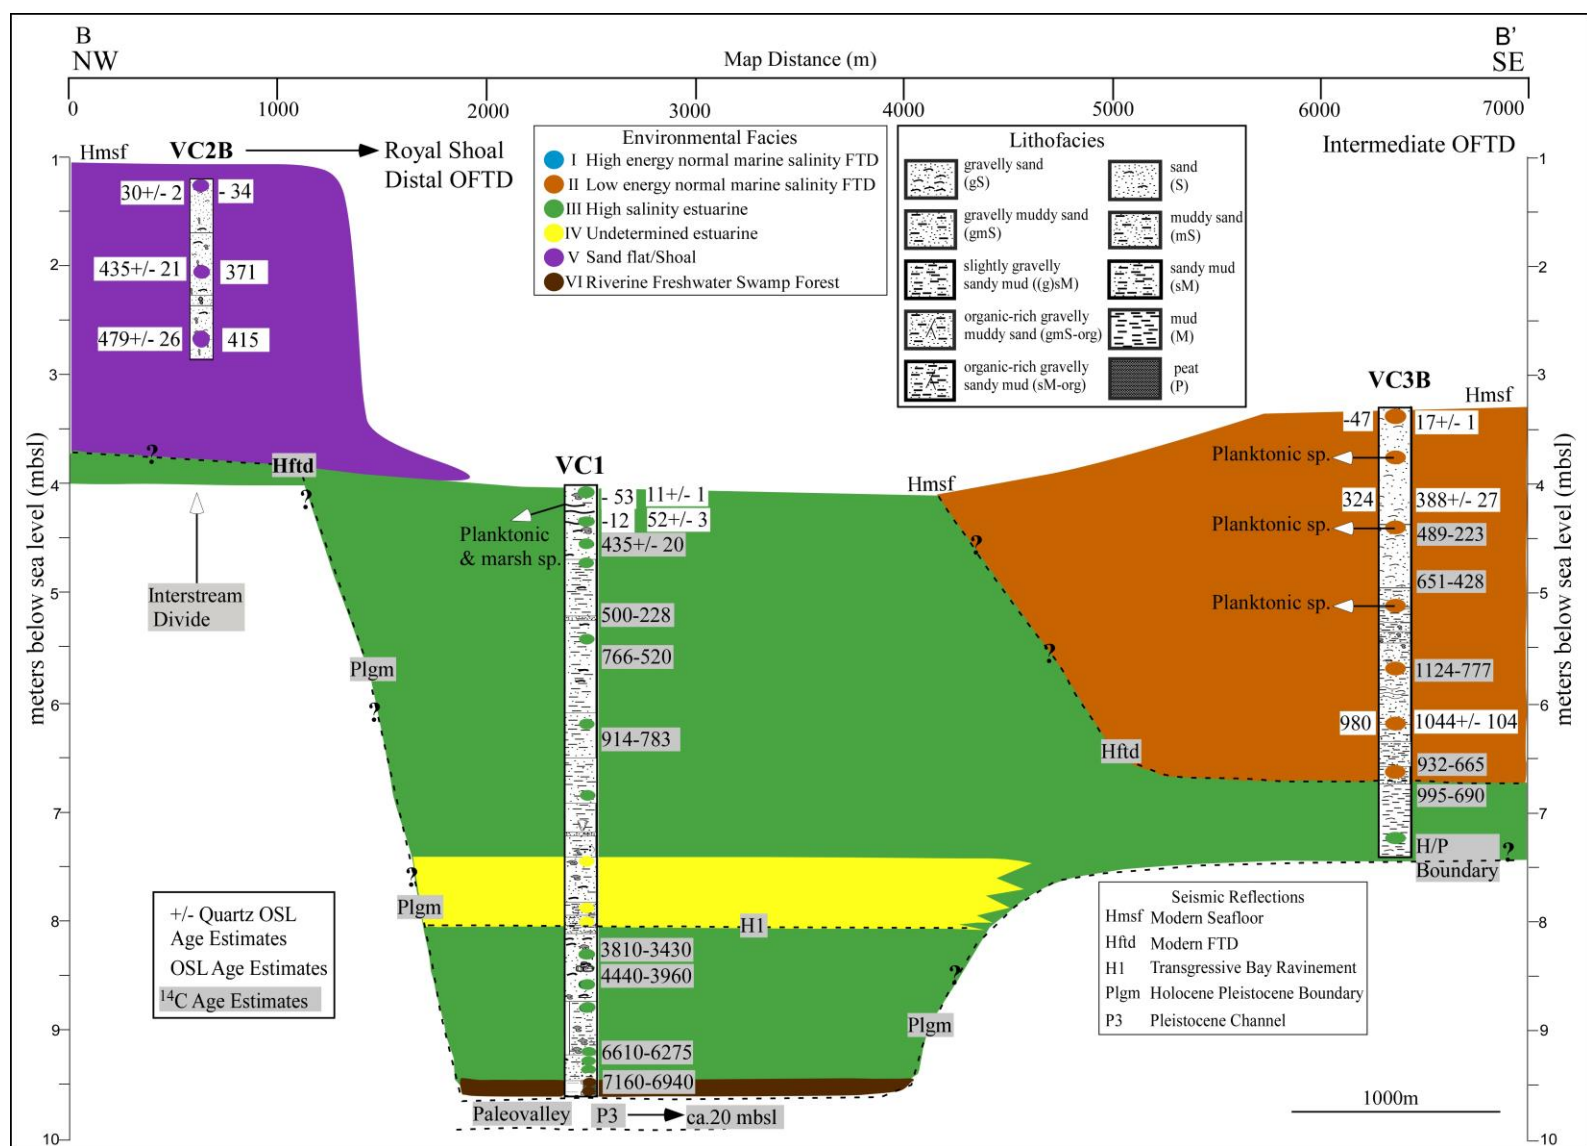 B
NW
Map Distance (m)
B’
SE
0
1000
2000
3000
4000
5000
6000
7000
Hmsf
VC2B
Royal Shoal
Distal OFTD
Intermediate OFTD
Environmental Facies
I High energy normal marine salinity FTD
II Low energy normal marine salinity FTD
III High salinity estuarine
IV Undetermined estuarine
V Sand flat/Shoal
VI Riverine Freshwater Swamp Forest
Lithofacies
gravelly sand
(gS)
sand
(S)
gravelly muddy sand
(gmS)
muddy sand
(mS)
slightly gravelly
sandy mud ((g)sM)
sandy mud
(sM)
organic-rich gravelly
muddy sand (gmS-org)
mud
(M)
organic-rich gravelly
sandy mud (sM-org)
peat
(P)
meters below sea level (mbsl)
1
2
3
4
5
6
7
8
9
10
30+/- 2
- 34
435+/- 21
371
479+/- 26
415
?
Hftd
?
Interstream
Divide
Plgm
?
?
Plgm
VC1
Planktonic
& marsh sp.
- 53
11+/- 1
-12
52+/- 3
435+/- 20
500-228
766-520
914-783
H1
3810-3430
4440-3960
6610-6275
7160-6940
Paleovalley
P3
ca.20 mbsl
Hmsf
?
?
Hftd
?
Plgm
VC3B
Hmsf
-47
17+/- 1
Planktonic sp.
324
388+/- 27
Planktonic sp.
489-223
651-428
Planktonic sp.
1124-777
980
1044+/- 104
932-665
995-690
H/P
Boundary
?
meters below sea level (mbsl)
1
2
3
4
5
6
7
8
9
10
+/- Quartz OSL
Age Estimates
OSL Age Estimates
14C Age Estimates
Seismic Reflections
Hmsf Modern Seafloor
Hftd Modern FTD
H1 Transgressive Bay Ravinement
Plgm Holocene Pleistocene Boundary
P3 Pleistocene Channel
1000m